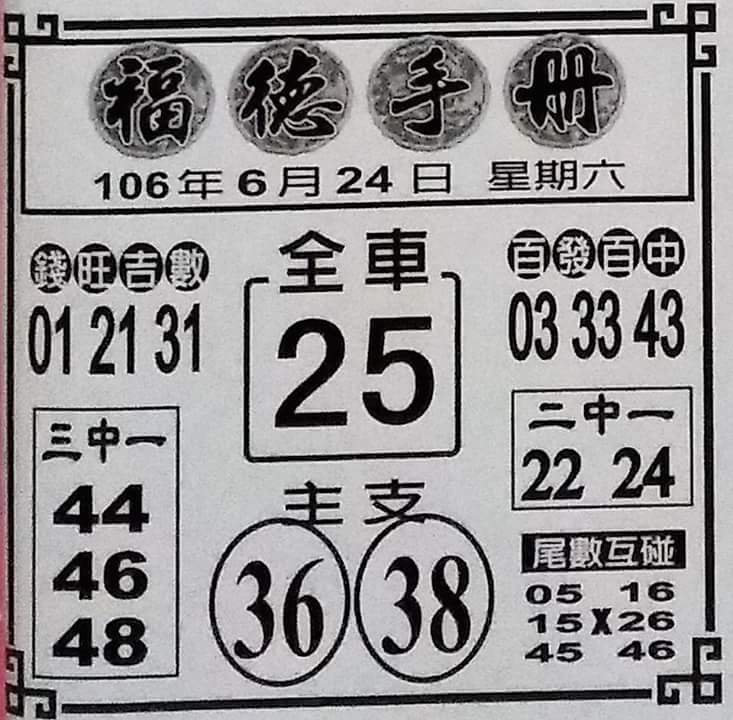 福德手册
106年6月24日 星期六
錢旺吉數
01 21 31
三中一
44
46
48
全車
25
主支
36 38
百發百中
03 33 43
二中一
22 24
尾數互碰
05 16
15 X 26
45 46